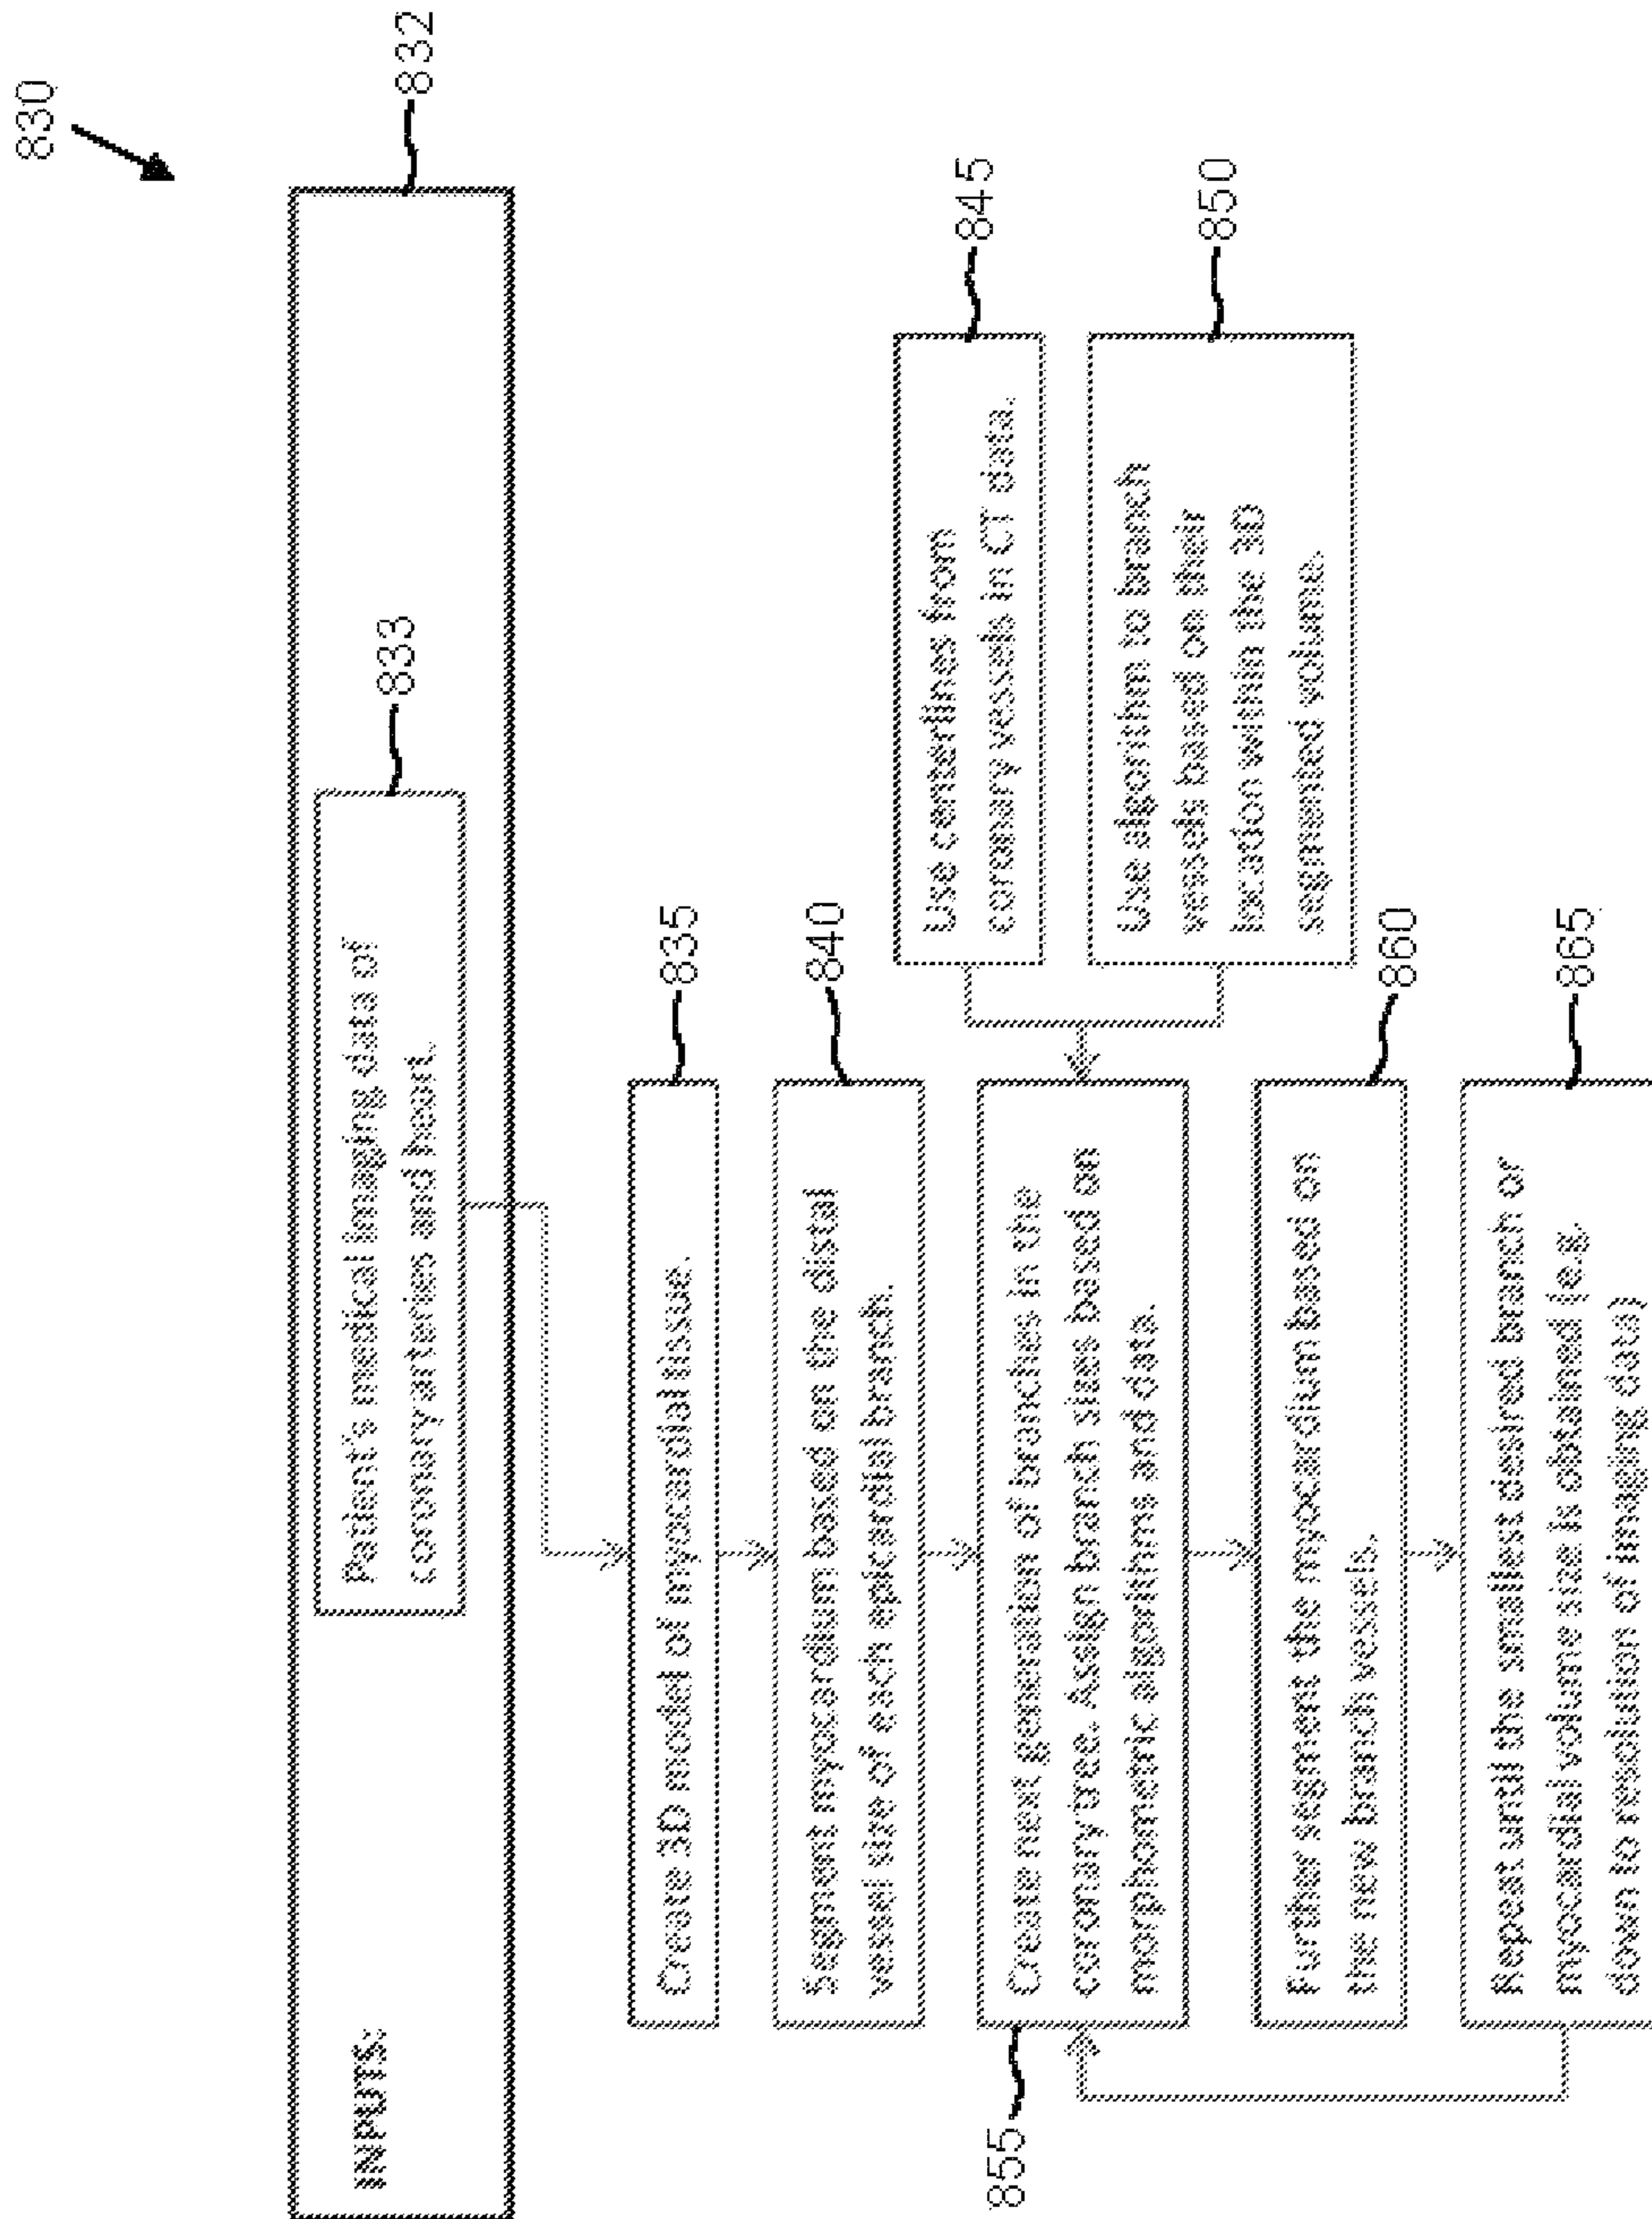 830
832
INPUTS:
833
Patient's medical imaging data of
coronary arteries and heart.
835
Create 3D model of myocardial tissue.
840
Segment myocardium based on the distal
vessel size of each epicardial branch.
845
Use centerlines from
coronary vessels in CT data.
850
Use algorithm to branch
vessels based on their
location within the 3D
segmented volume.
855
Create next generation of branches in the
coronary tree. Assign branch sizes based on
morphometric algorithms and data.
860
Further segment the myocardium based on
the new branch vessels.
865
Repeat until the smallest desired branch or
myocardial volume size is obtained (e.g.
down to resolution of imaging data)